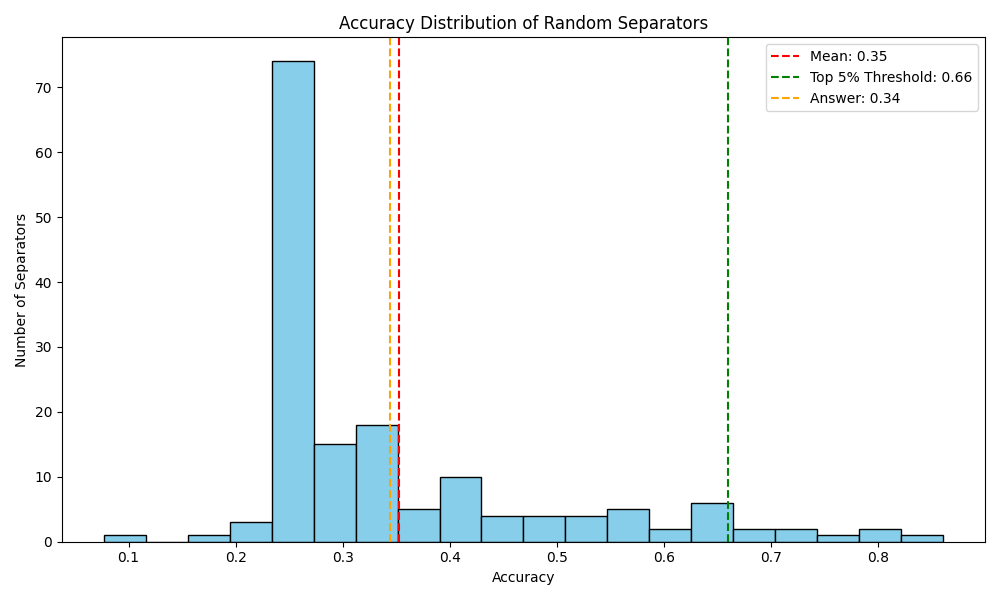 Accuracy Distribution of Random Separators
Mean: 0.35
Top 5% Threshold: 0.66
Answer: 0.34
Number of Separators
70
60
50
40
30
20
10
0
0.1 0.2 0.3 0.4 0.5 0.6 0.7 0.8
Accuracy